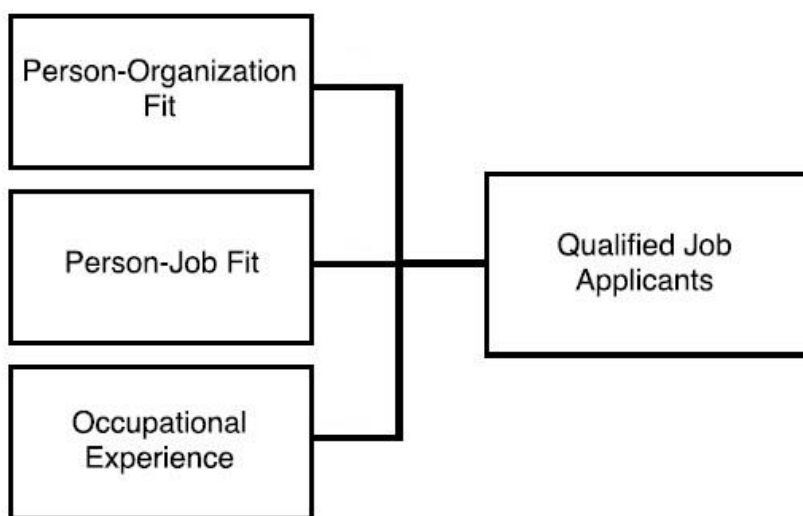 Person-Organization
Fit
Person-Job Fit
Occupational
Experience
Qualified Job
Applicants